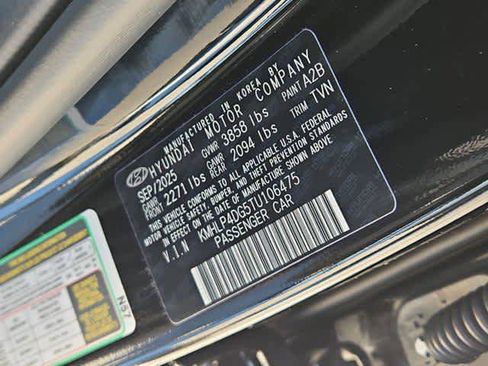 MANUFACTURED IN KOREA BY
HYUNDAI MOTOR COMPANY
SEP/2025 GVWR 3858 lbs PAINT A2B
GAWR FRONT 2271 lbs GAWR REAR 2094 lbs TRIM TVN
THIS VEHICLE CONFORMS TO ALL APPLICABLE U.S.A. FEDERAL
MOTOR VEHICLE SAFETY, BUMPER, AND THEFT PREVENTION STANDARDS
IN EFFECT ON THE DATE OF MANUFACTURE SHOWN ABOVE.
V.I.N KMHLP4DG5TU106475
PASSENGER CAR
N57